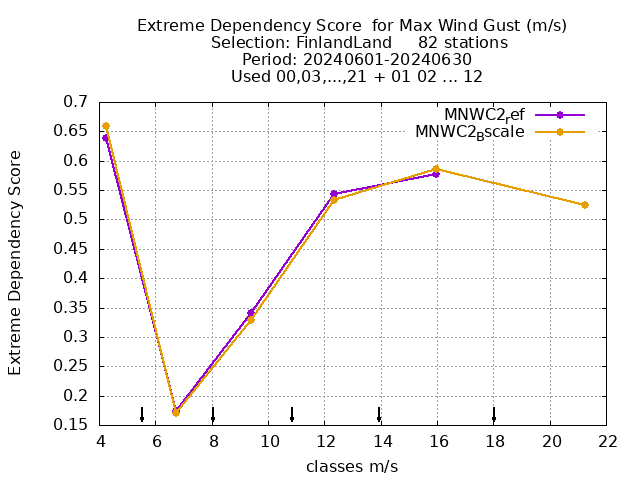 Extreme Dependency Score  for Max Wind Gust (m/s)
Selection: FinlandLand     82 stations
Period: 20240601-20240630
Used 00,03,...,21 + 01 02 ... 12
MNWC2ref
MNWC2Bscale
Extreme Dependency Score
0.7
0.65
0.6
0.55
0.5
0.45
0.4
0.35
0.3
0.25
0.2
0.15
4 6 8 10 12 14 16 18 20 22
classes m/s